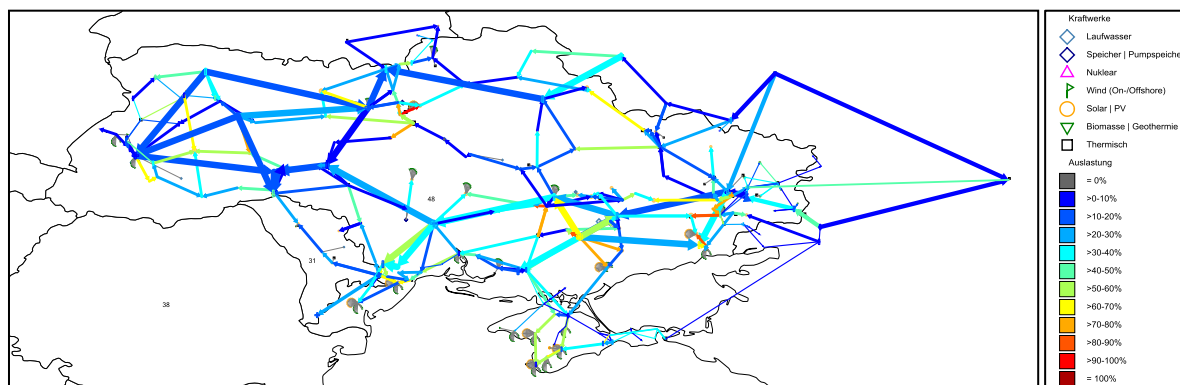 48
31
38
Kraftwerke
Laufwasser
Speicher | Pumpspeiche
Nuklear
Wind (On-/Offshore)
Solar | PV
Biomasse | Geothermie
Thermisch
Auslastung
= 0%
>0-10%
>10-20%
>20-30%
>30-40%
>40-50%
>50-60%
>60-70%
>70-80%
>80-90%
>90-100%
= 100%